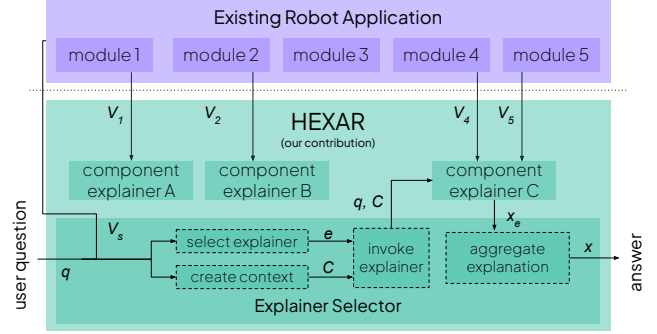 Existing Robot Application
module 1
module 2
module 3
module 4
module 5
V1
V2
V4
V5
HEXAR
(our contribution)
component
explainer A
component
explainer B
component
explainer C
q, C
xe
user question
q
Vs
select explainer
e
create context
C
invoke
explainer
aggregate
explanation
x
answer
Explainer Selector